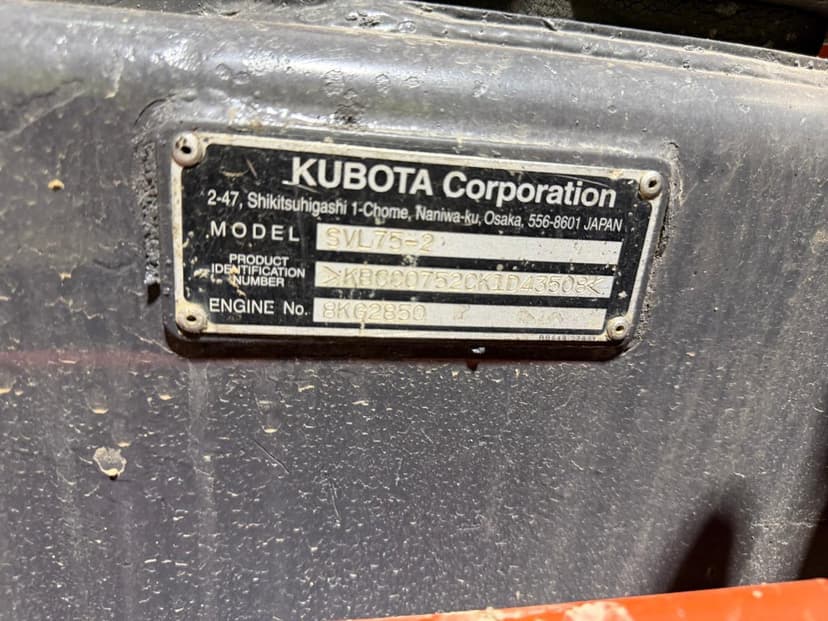 KUBOTA Corporation
2-47, Shikitsuhigashi 1-Chome, Naniwa-ku, Osaka, 556-8601 JAPAN
MODEL SVL75-2
PRODUCT
IDENTIFICATION
NUMBER
>KBCC0752CK1D43508<
ENGINE No. 8KG2850